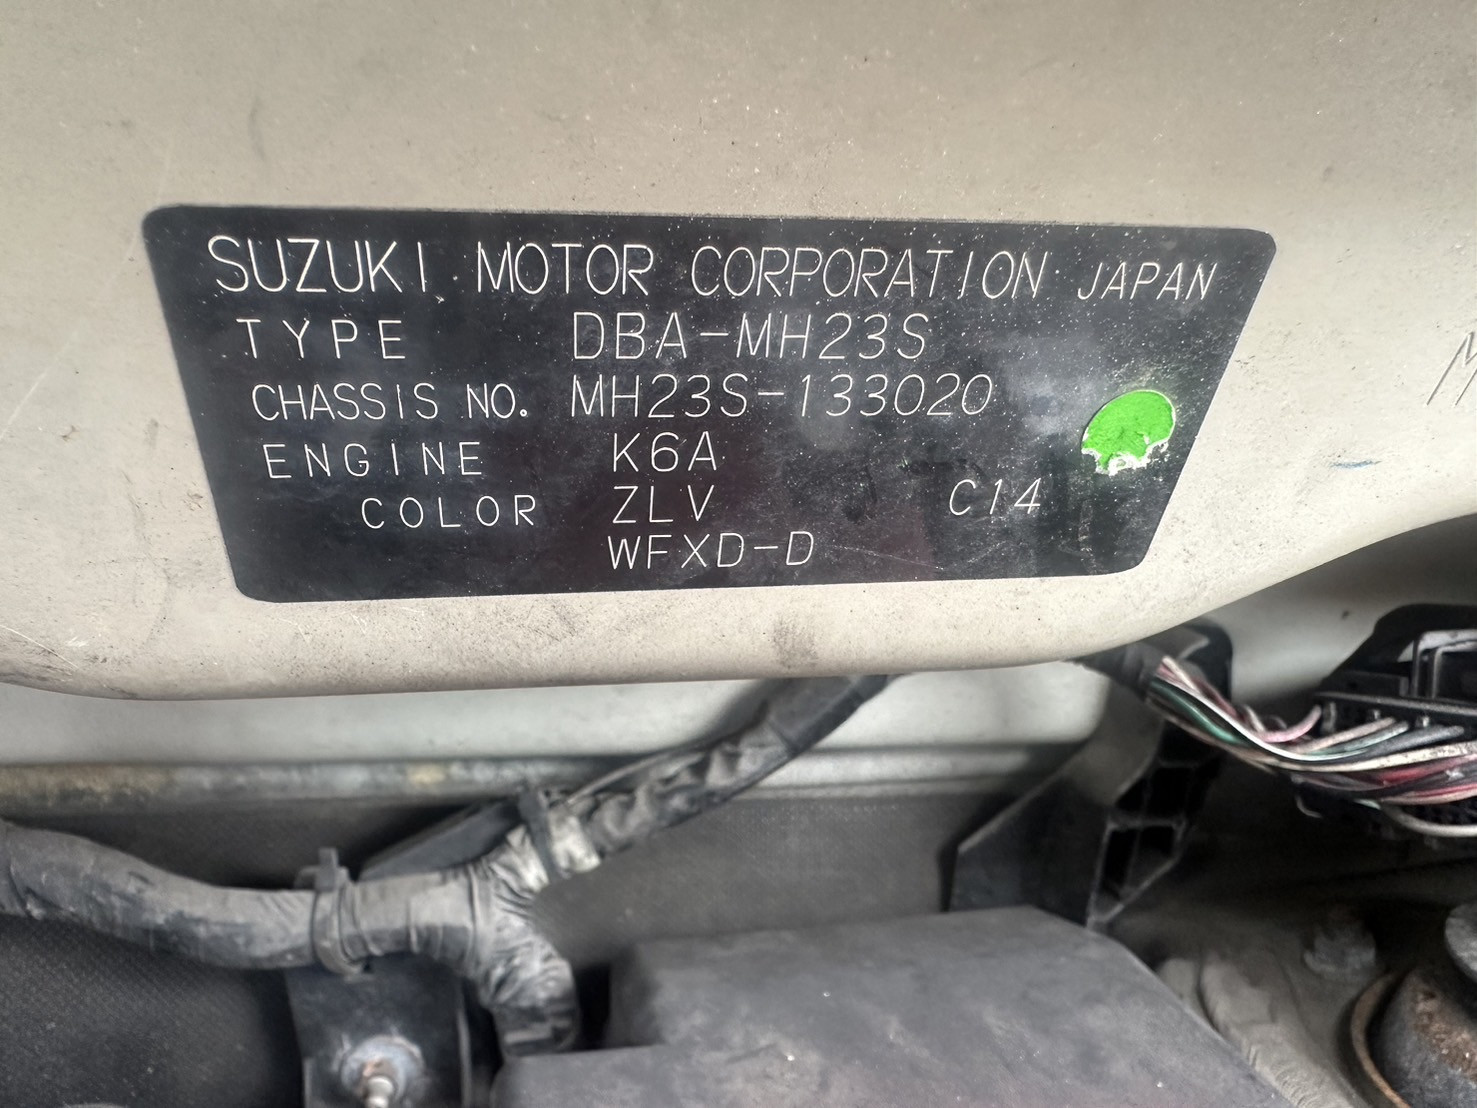 SUZUKI MOTOR CORPORATION JAPAN
TYPE DBA-MH23S
CHASSIS NO. MH23S-133020
ENGINE K6A
COLOR ZLV C14
WFXD-D